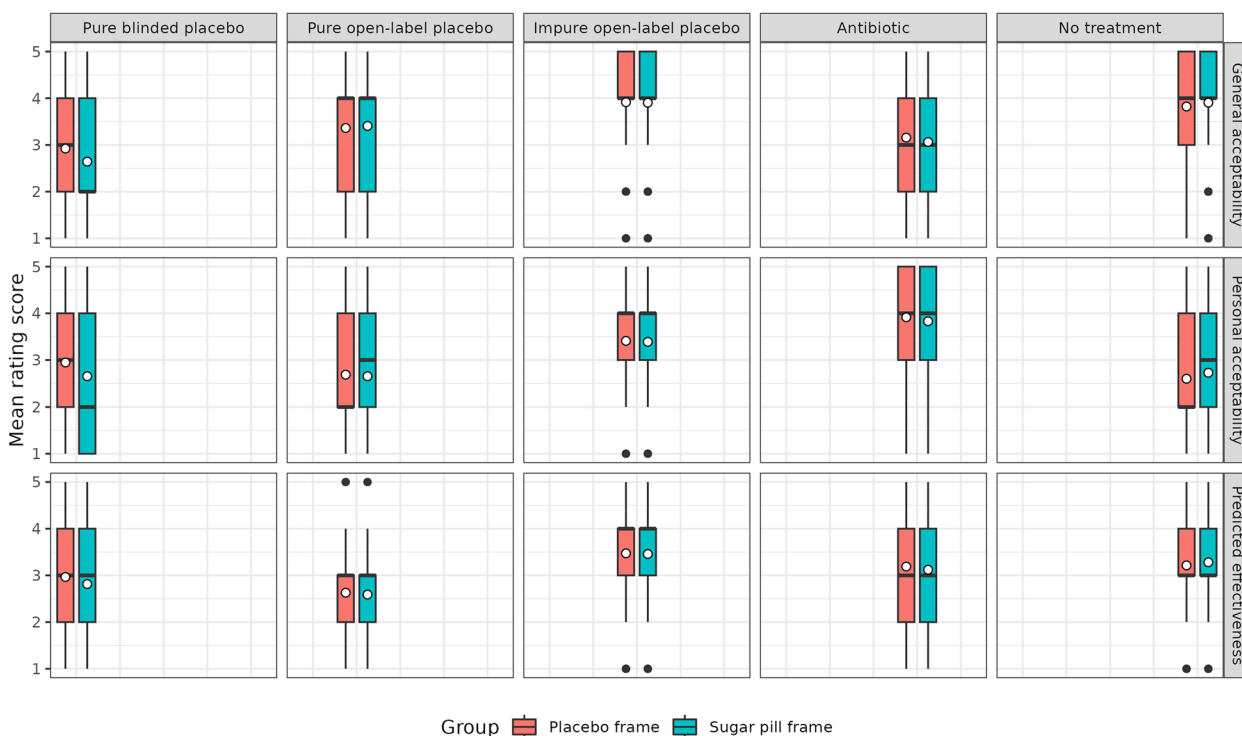 Pure blinded placebo
Pure open-label placebo
Impure open-label placebo
Antibiotic
No treatment
Mean rating score
5
4
3
2
1
General acceptability
5
4
3
2
1
Personal acceptability
5
4
3
2
1
Predicted effectiveness
Group
Placebo frame
Sugar pill frame